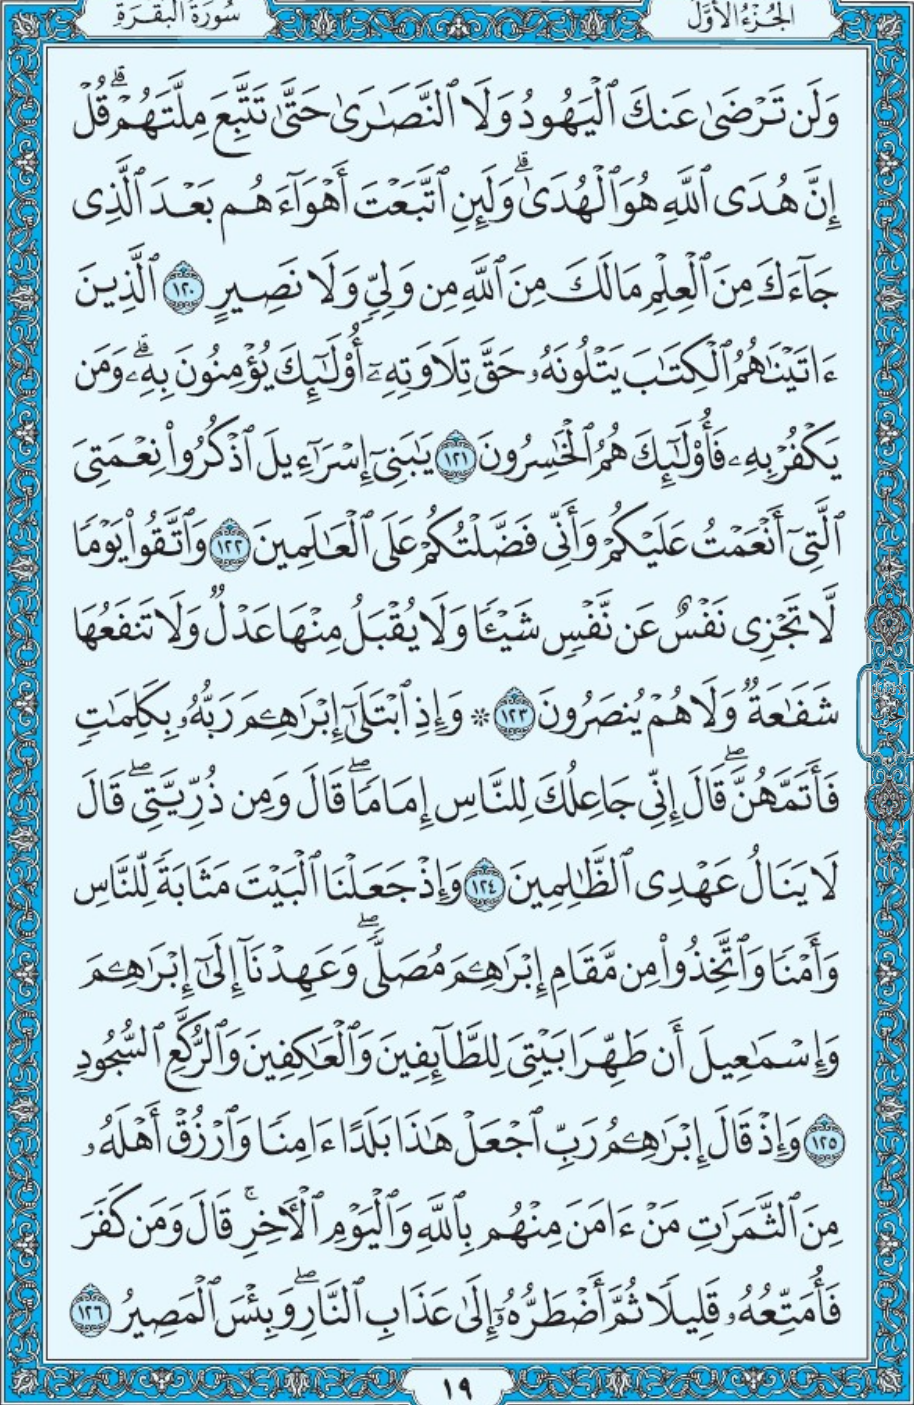 الجُزْءُ الأَوَّلُ
سُورَةُ البَقَرَةِ
وَلَن تَرْضَىٰ عَنكَ ٱلْيَهُودُ وَلَا ٱلنَّصَـٰرَىٰ حَتَّىٰ تَتَّبِعَ مِلَّتَهُمْ ۗ قُلْ
إِنَّ هُدَى ٱللَّهِ هُوَ ٱلْهُدَىٰ ۗ وَلَئِنِ ٱتَّبَعْتَ أَهْوَآءَهُم بَعْدَ ٱلَّذِى
جَآءَكَ مِنَ ٱلْعِلْمِ مَا لَكَ مِنَ ٱللَّهِ مِن وَلِىٍّ وَلَا نَصِيرٍ ١٢٠ ٱلَّذِينَ
ءَاتَيْنَـٰهُمُ ٱلْكِتَـٰبَ يَتْلُونَهُۥ حَقَّ تِلَاوَتِهِۦٓ أُو۟لَـٰٓئِكَ يُؤْمِنُونَ بِهِۦ ۗ وَمَن
يَكْفُرْ بِهِۦ فَأُو۟لَـٰٓئِكَ هُمُ ٱلْخَـٰسِرُونَ ١٢١ يَـٰبَنِىٓ إِسْرَٰٓءِيلَ ٱذْكُرُوا۟ نِعْمَتِىَ
ٱلَّتِىٓ أَنْعَمْتُ عَلَيْكُمْ وَأَنِّى فَضَّلْتُكُمْ عَلَى ٱلْعَـٰلَمِينَ ١٢٢ وَٱتَّقُوا۟ يَوْمًا
لَّا تَجْزِى نَفْسٌ عَن نَّفْسٍ شَيْـًٔا وَلَا يُقْبَلُ مِنْهَا عَدْلٌ وَلَا تَنفَعُهَا
شَفَـٰعَةٌ وَلَا هُمْ يُنصَرُونَ ١٢٣ ۞ وَإِذِ ٱبْتَلَىٰٓ إِبْرَٰهِـۧمَ رَبُّهُۥ بِكَلِمَـٰتٍ
فَأَتَمَّهُنَّ ۖ قَالَ إِنِّى جَاعِلُكَ لِلنَّاسِ إِمَامًا ۖ قَالَ وَمِن ذُرِّيَّتِى ۖ قَالَ
لَا يَنَالُ عَهْدِى ٱلظَّـٰلِمِينَ ١٢٤ وَإِذْ جَعَلْنَا ٱلْبَيْتَ مَثَابَةً لِّلنَّاسِ
وَأَمْنًا وَٱتَّخِذُوا۟ مِن مَّقَامِ إِبْرَٰهِـۧمَ مُصَلًّى ۖ وَعَهِدْنَآ إِلَىٰٓ إِبْرَٰهِـۧمَ
وَإِسْمَـٰعِيلَ أَن طَهِّرَا بَيْتِىَ لِلطَّآئِفِينَ وَٱلْعَـٰكِفِينَ وَٱلرُّكَّعِ ٱلسُّجُودِ
١٢٥ وَإِذْ قَالَ إِبْرَٰهِـۧمُ رَبِّ ٱجْعَلْ هَـٰذَا بَلَدًا ءَامِنًا وَٱرْزُقْ أَهْلَهُۥ
مِنَ ٱلثَّمَرَٰتِ مَنْ ءَامَنَ مِنْهُم بِٱللَّهِ وَٱلْيَوْمِ ٱلْـَٔاخِرِ ۚ قَالَ وَمَن كَفَرَ
فَأُمَتِّعُهُۥ قَلِيلًا ثُمَّ أَضْطَرُّهُۥٓ إِلَىٰ عَذَابِ ٱلنَّارِ ۖ وَبِئْسَ ٱلْمَصِيرُ ١٢٦
١٩